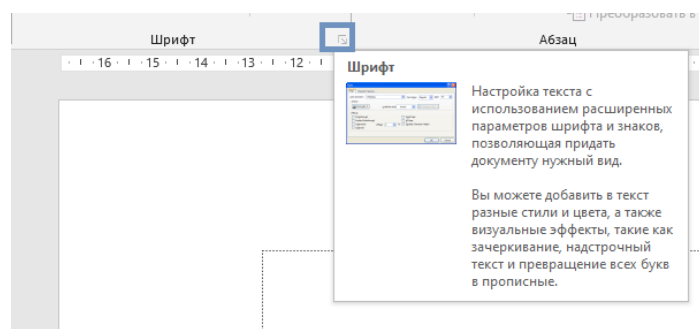 Преобразовать в
Шрифт
Абзац
16 15 14 13 12
Шрифт
Настройка текста с
использованием расширенных
параметров шрифта и знаков,
позволяющая придать
документу нужный вид.
Вы можете добавить в текст
разные стили и цвета, а также
визуальные эффекты, такие как
зачеркивание, надстрочный
текст и превращение всех букв
в прописные.